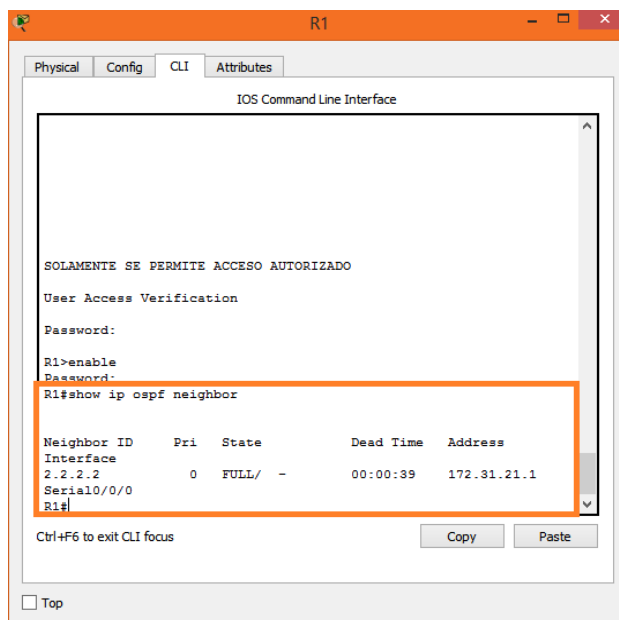 R1
Physical Config CLI Attributes
IOS Command Line Interface
SOLAMENTE SE PERMITE ACCESO AUTORIZADO
User Access Verification
Password:
R1>enable
Password:
R1#show ip ospf neighbor
Neighbor ID Pri State Dead Time Address
Interface
2.2.2.2 0 FULL/ - 00:00:39 172.31.21.1
Serial0/0/0
R1#
Ctrl+F6 to exit CLI focus Copy Paste
Top